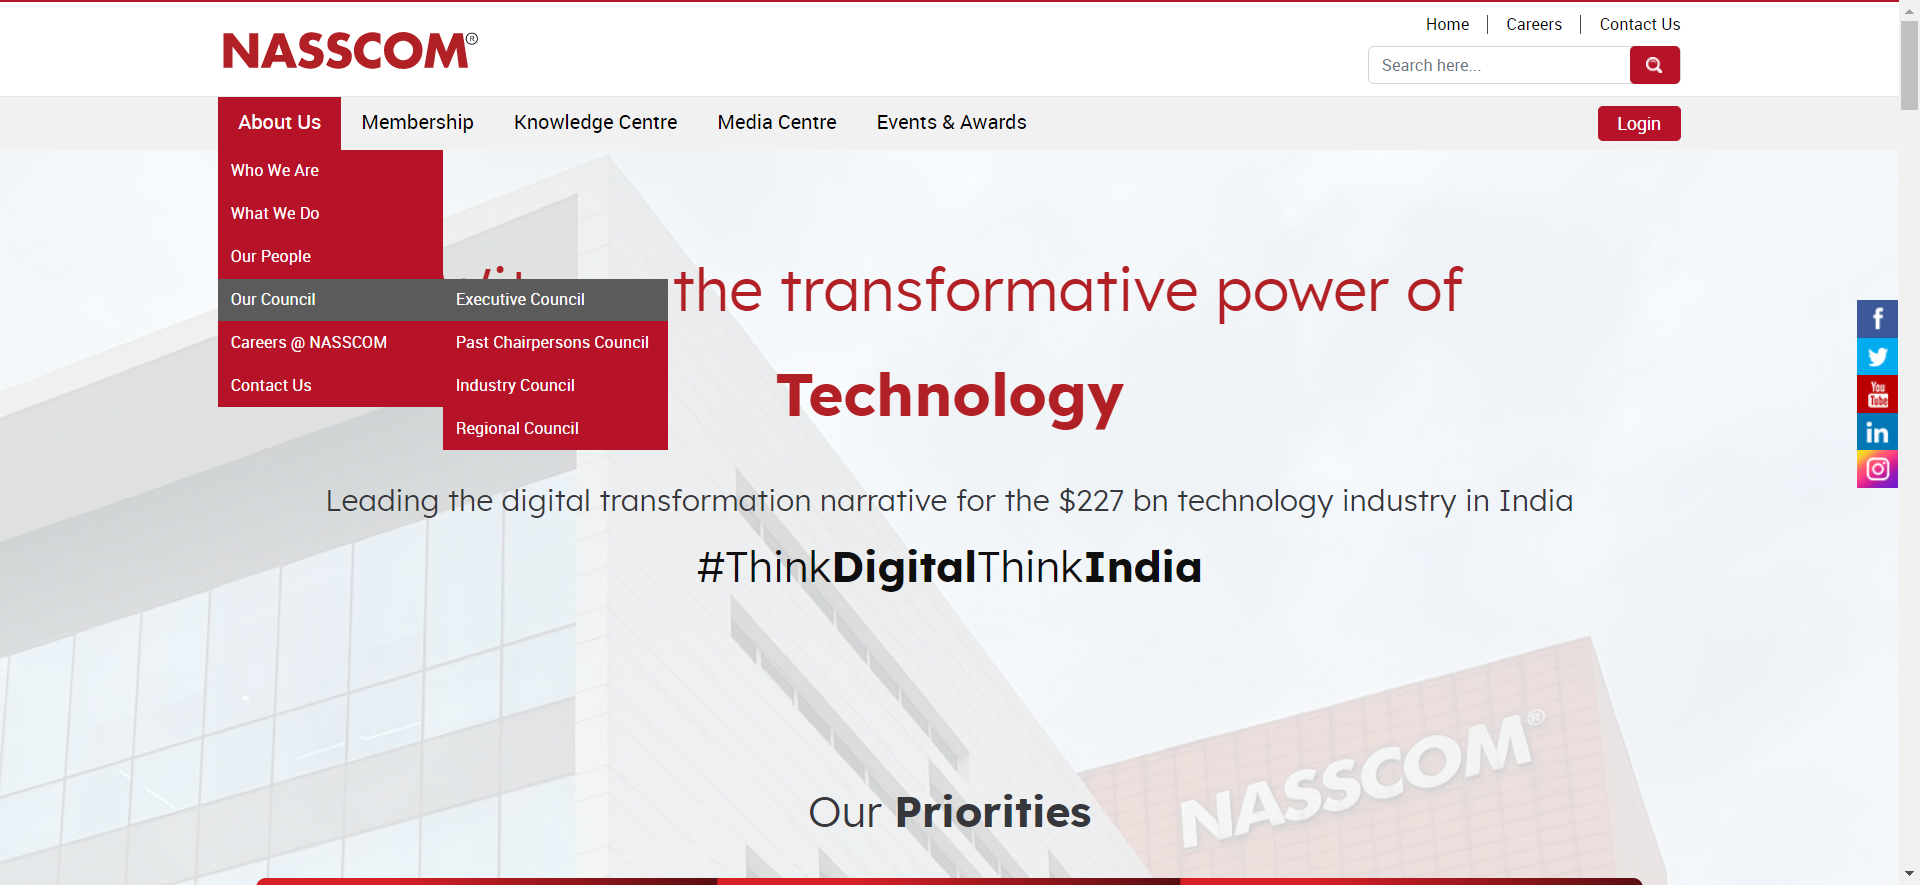 Home
Careers
Contact Us
NASSCOM®
Search here...
About Us
Membership
Knowledge Centre
Media Centre
Events & Awards
Login
Who We Are
What We Do
Our People
Our Council
Careers @ NASSCOM
Contact Us
Executive Council
Past Chairpersons Council
Industry Council
Regional Council
the transformative power of
Technology
Leading the digital transformation narrative for the $227 bn technology industry in India
#ThinkDigitalThinkIndia
You
Tube
in
NASSCOM®
Our Priorities